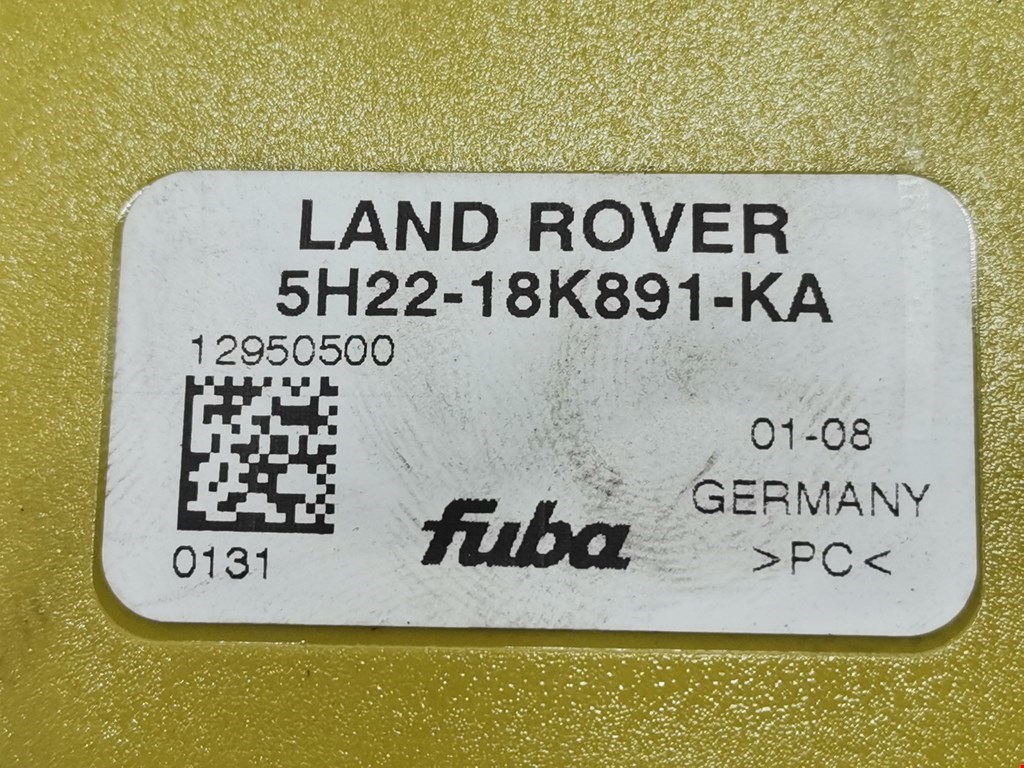 LAND ROVER
5H22-18K891-KA
12950500
01-08
GERMANY
fuba
0131
>PC<